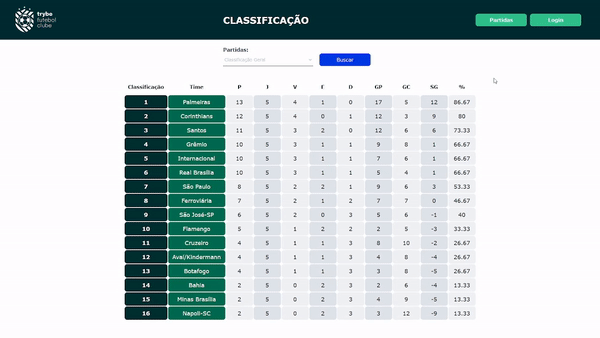 trybe
futebol
clube
CLASSIFICAÇÃO
Partidas
Login
Partidas:
Classificação Geral
Buscar
Classificação Time P J V E D GP GC SG %
1 Palmeiras 13 5 4 1 0 17 5 12 86.67
2 Corinthians 12 5 4 0 1 12 3 9 80
3 Santos 11 5 3 2 0 12 6 6 73.33
4 Grêmio 10 5 3 1 1 9 8 1 66.67
5 Internacional 10 5 3 1 1 7 6 1 66.67
6 Real Brasília 10 5 3 1 1 5 4 1 66.67
7 São Paulo 8 5 2 2 1 9 6 3 53.33
8 Ferroviária 7 5 2 1 2 7 7 0 46.67
9 São José-SP 6 5 2 0 3 5 6 -1 40
10 Flamengo 5 5 1 2 2 2 5 -3 33.33
11 Cruzeiro 4 5 1 1 3 8 10 -2 26.67
12 Avaí/Kindermann 4 5 1 1 3 4 8 -4 26.67
13 Botafogo 4 5 1 1 3 3 8 -5 26.67
14 Bahia 2 5 0 2 3 2 6 -4 13.33
15 Minas Brasília 2 5 0 2 3 4 9 -5 13.33
16 Napoli-SC 2 5 0 2 3 3 12 -9 13.33